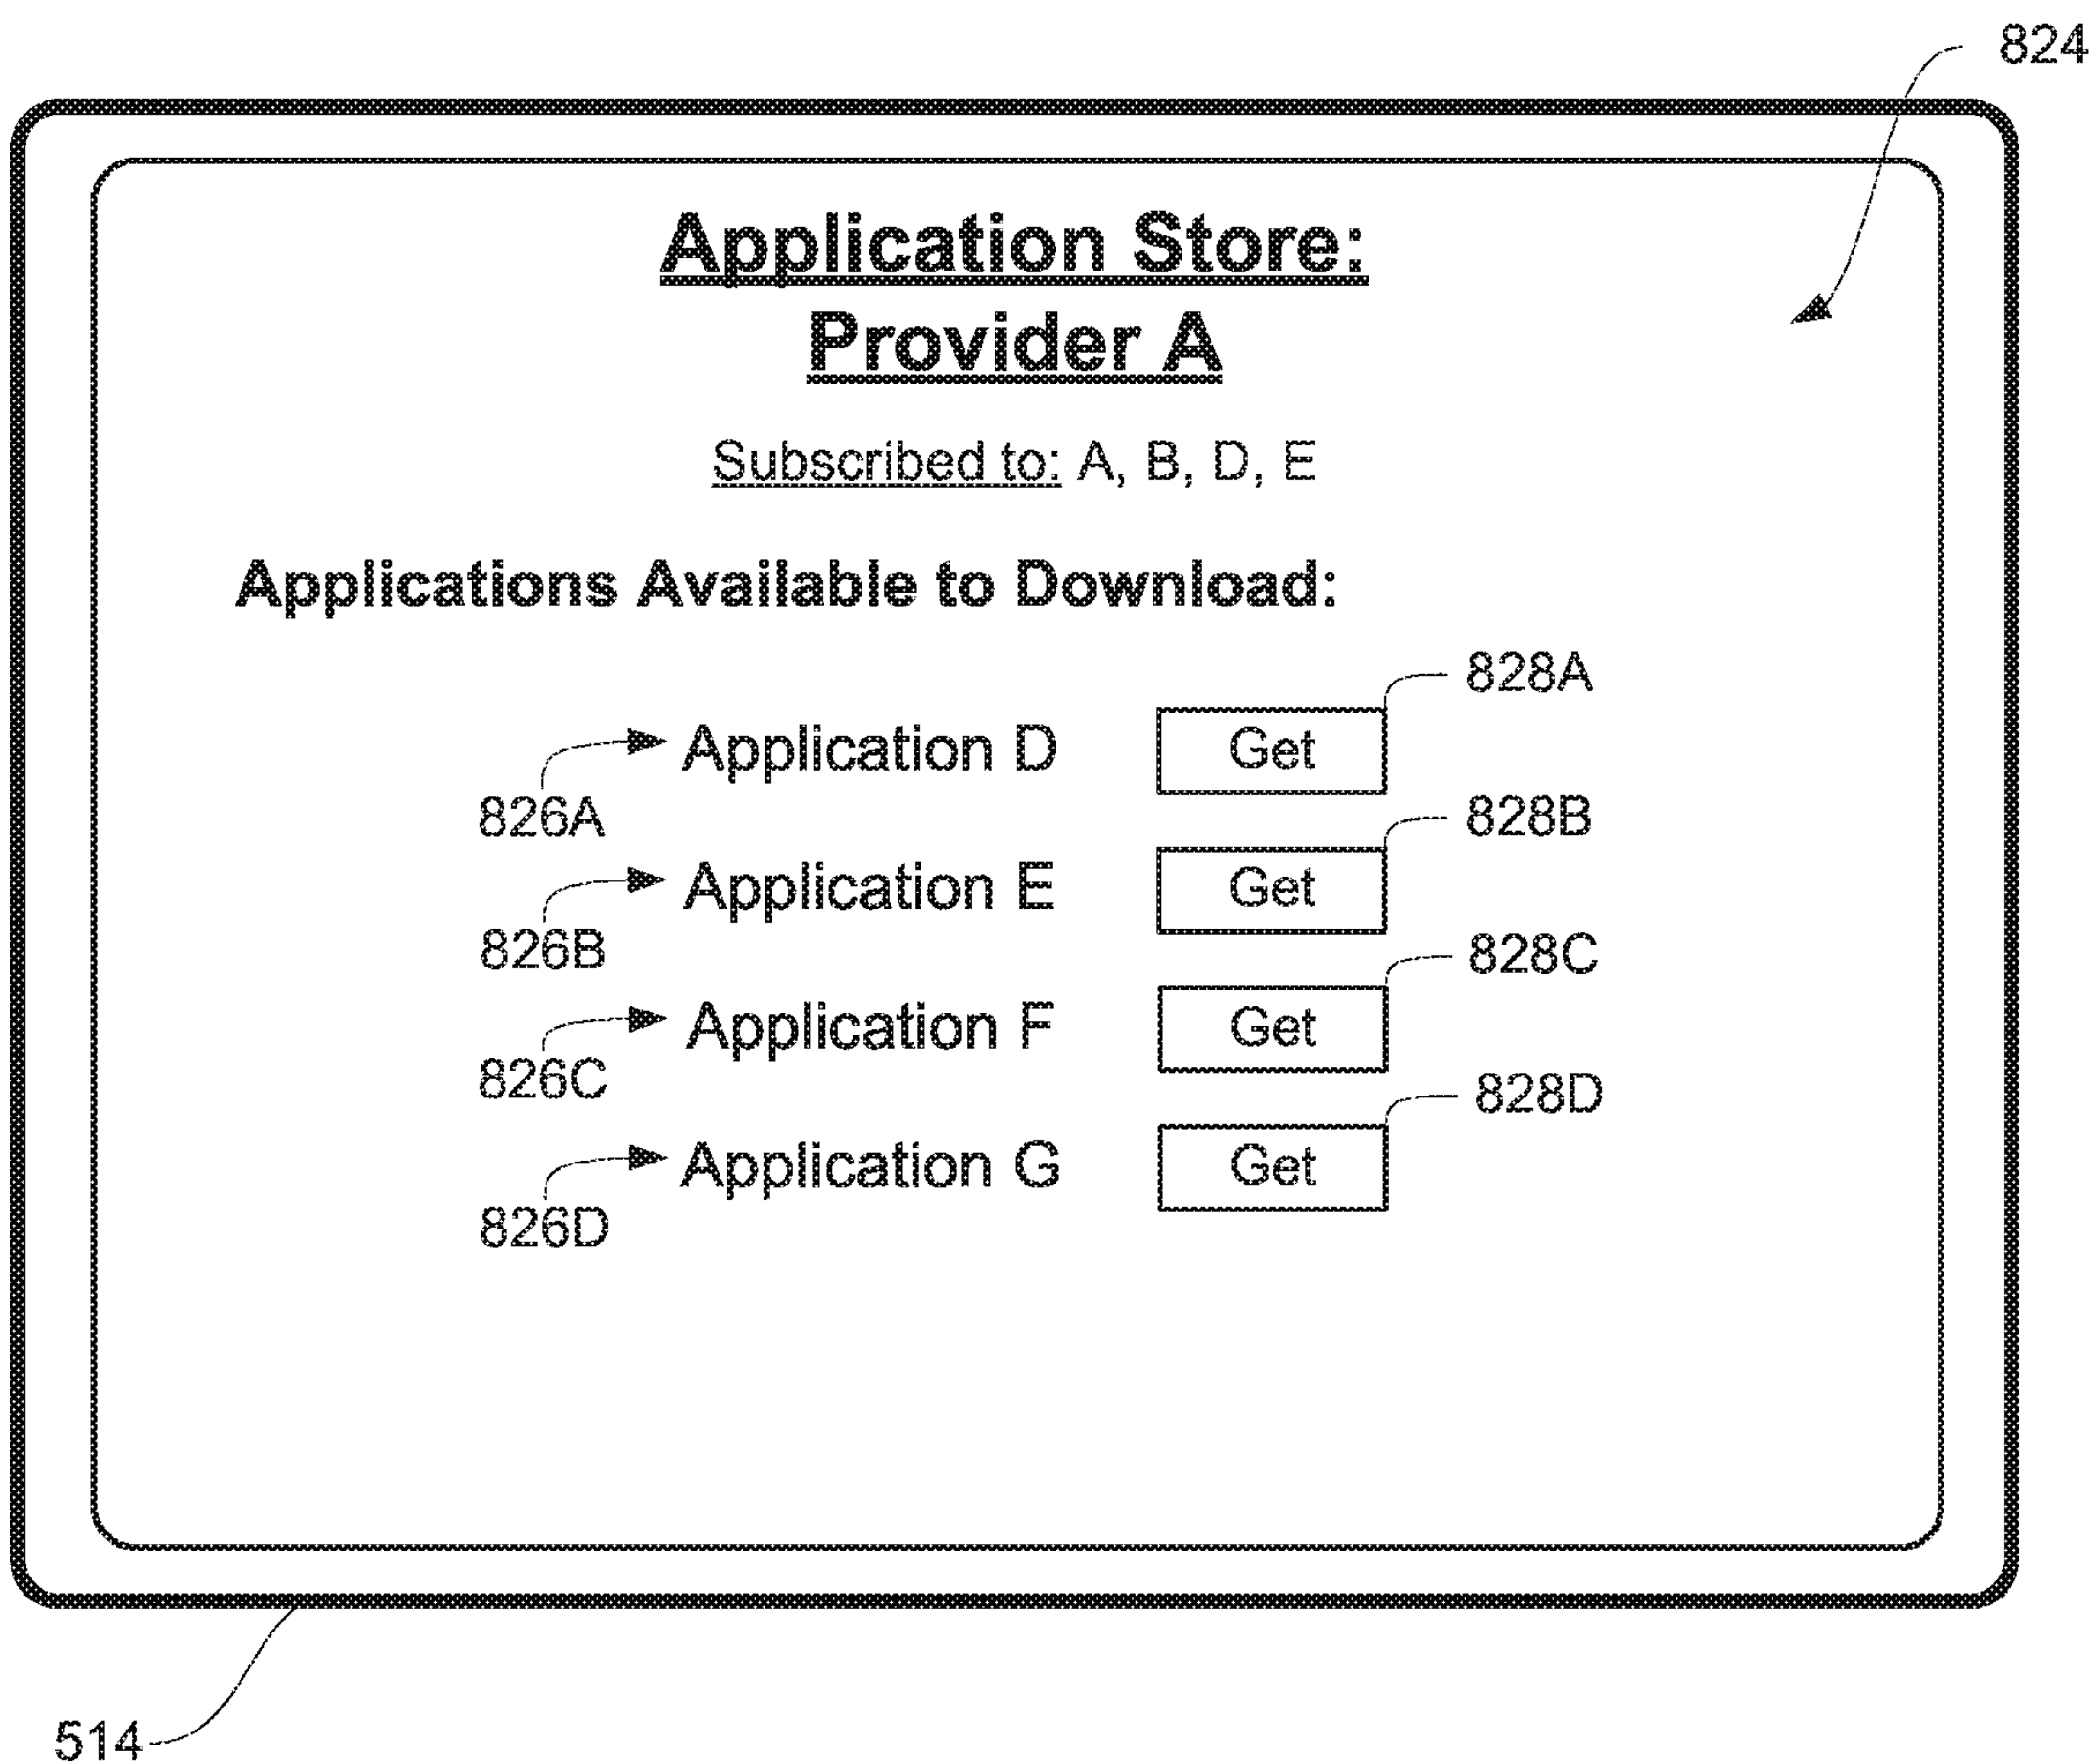 824
Application Store:
Provider A
Subscribed to: A, B, D, E
Applications Available to Download:
828A
Application D Get
826A
828B
Application E Get
826B
828C
Application F Get
826C
828D
Application G Get
826D
514